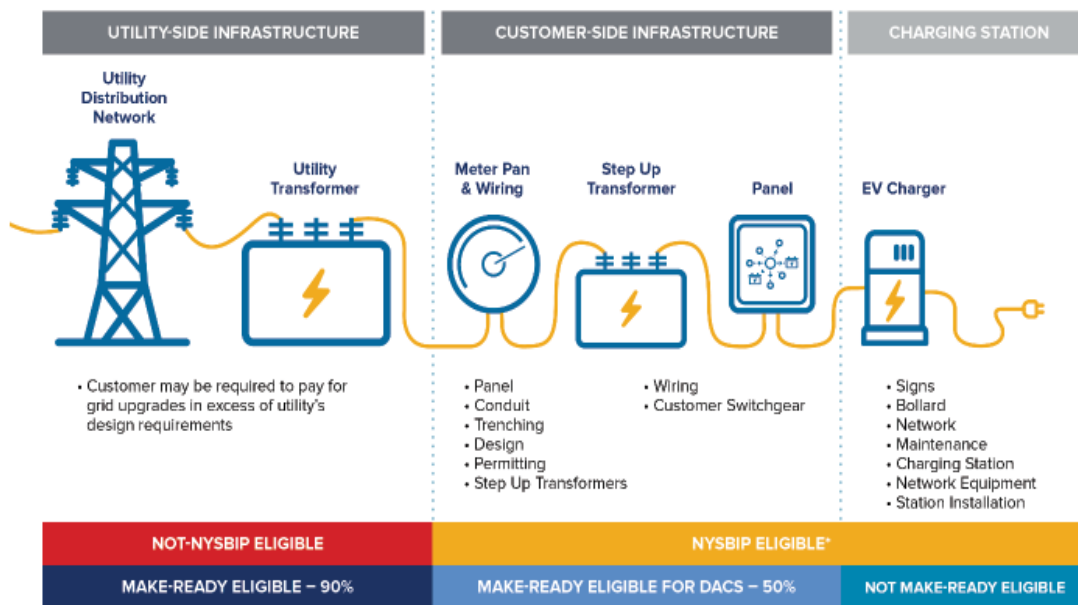 UTILITY-SIDE INFRASTRUCTURE
CUSTOMER-SIDE INFRASTRUCTURE
CHARGING STATION
Utility
Distribution
Network
Utility
Transformer
Meter Pan
& Wiring
Step Up
Transformer
Panel
EV Charger
• Customer may be required to pay for
grid upgrades in excess of utility's
design requirements
• Panel
• Conduit
• Trenching
• Design
• Permitting
• Step Up Transformers
• Wiring
• Customer Switchgear
• Signs
• Bollard
• Network
• Maintenance
• Charging Station
• Network Equipment
• Station Installation
NOT-NYSBIP ELIGIBLE
NYSBIP ELIGIBLE*
MAKE-READY ELIGIBLE – 90%
MAKE-READY ELIGIBLE FOR DACS – 50%
NOT MAKE-READY ELIGIBLE